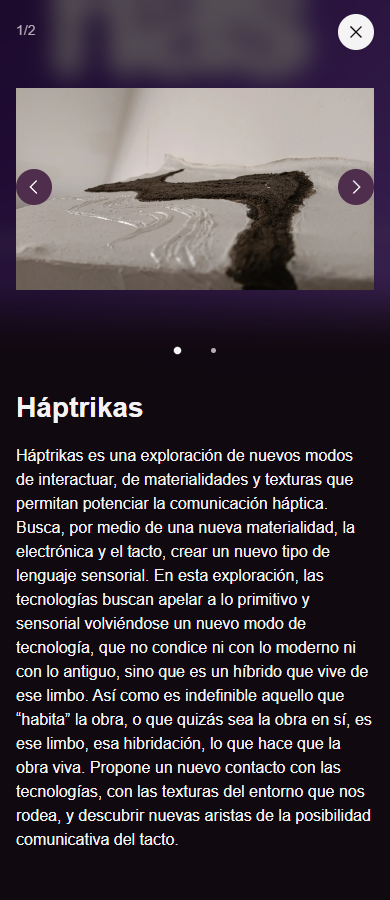 1/2
Háptrikas
Háptrikas es una exploración de nuevos modos
de interactuar, de materialidades y texturas que
permitan potenciar la comunicación háptica.
Busca, por medio de una nueva materialidad, la
electrónica y el tacto, crear un nuevo tipo de
lenguaje sensorial. En esta exploración, las
tecnologías buscan apelar a lo primitivo y
sensorial volviéndose un nuevo modo de
tecnología, que no condice ni con lo moderno ni
con lo antiguo, sino que es un híbrido que vive de
ese limbo. Así como es indefinible aquello que
“habita” la obra, o que quizás sea la obra en sí, es
ese limbo, esa hibridación, lo que hace que la
obra viva. Propone un nuevo contacto con las
tecnologías, con las texturas del entorno que nos
rodea, y descubrir nuevas aristas de la posibilidad
comunicativa del tacto.